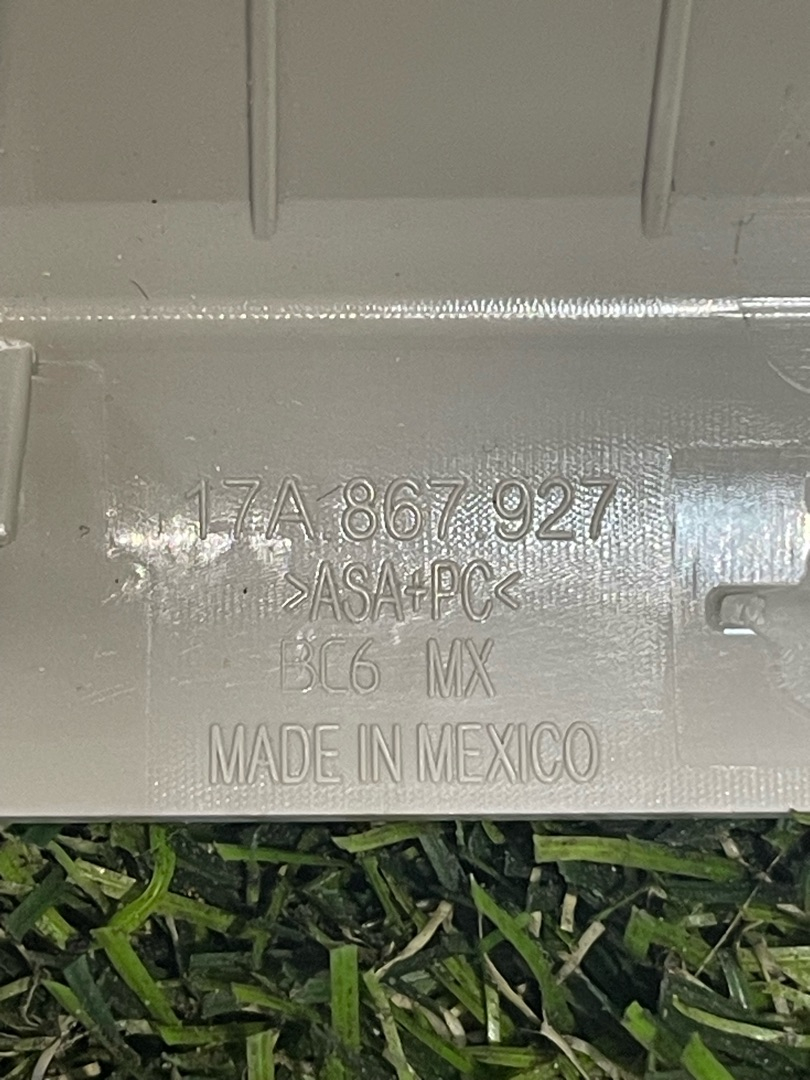 17A.867.927
>ASA+PC<
BC6 MX
MADE IN MEXICO